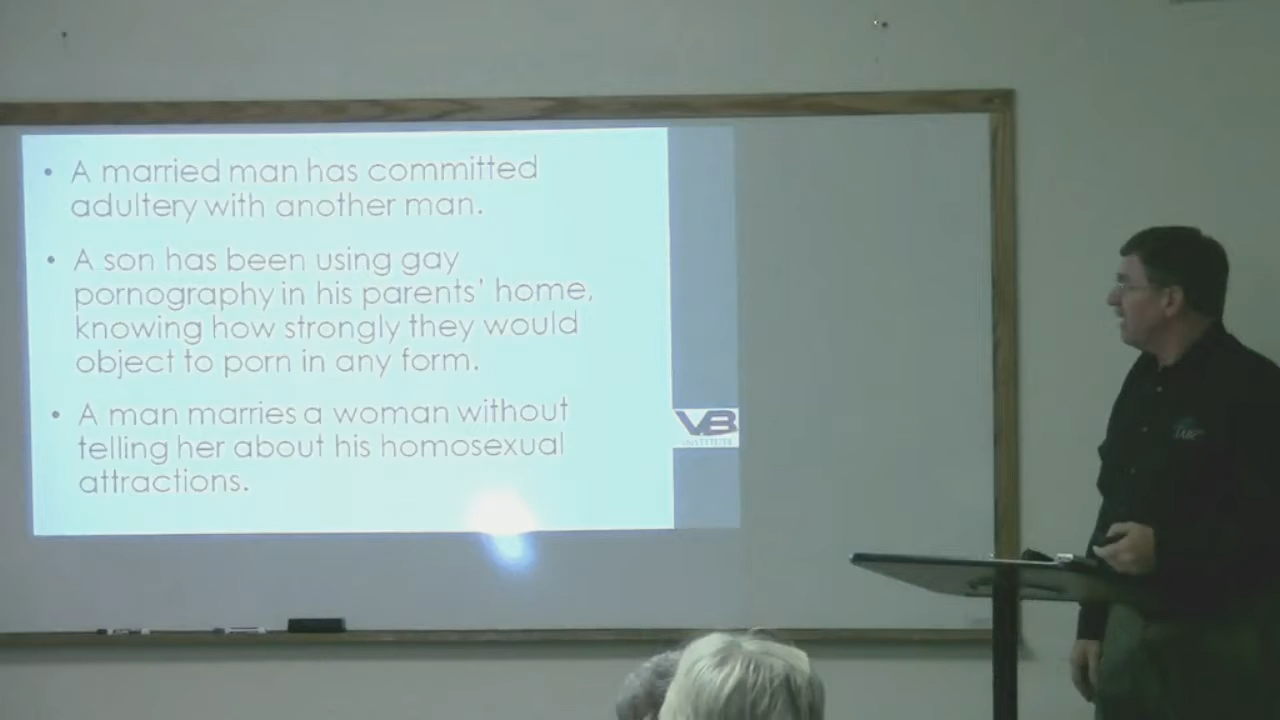 • A married man has committed
adultery with another man.
• A son has been using gay
pornography in his parents' home,
knowing how strongly they would
object to porn in any form.
• A man marries a woman without
telling her about his homosexual
attractions.
VB
INSTITUTE